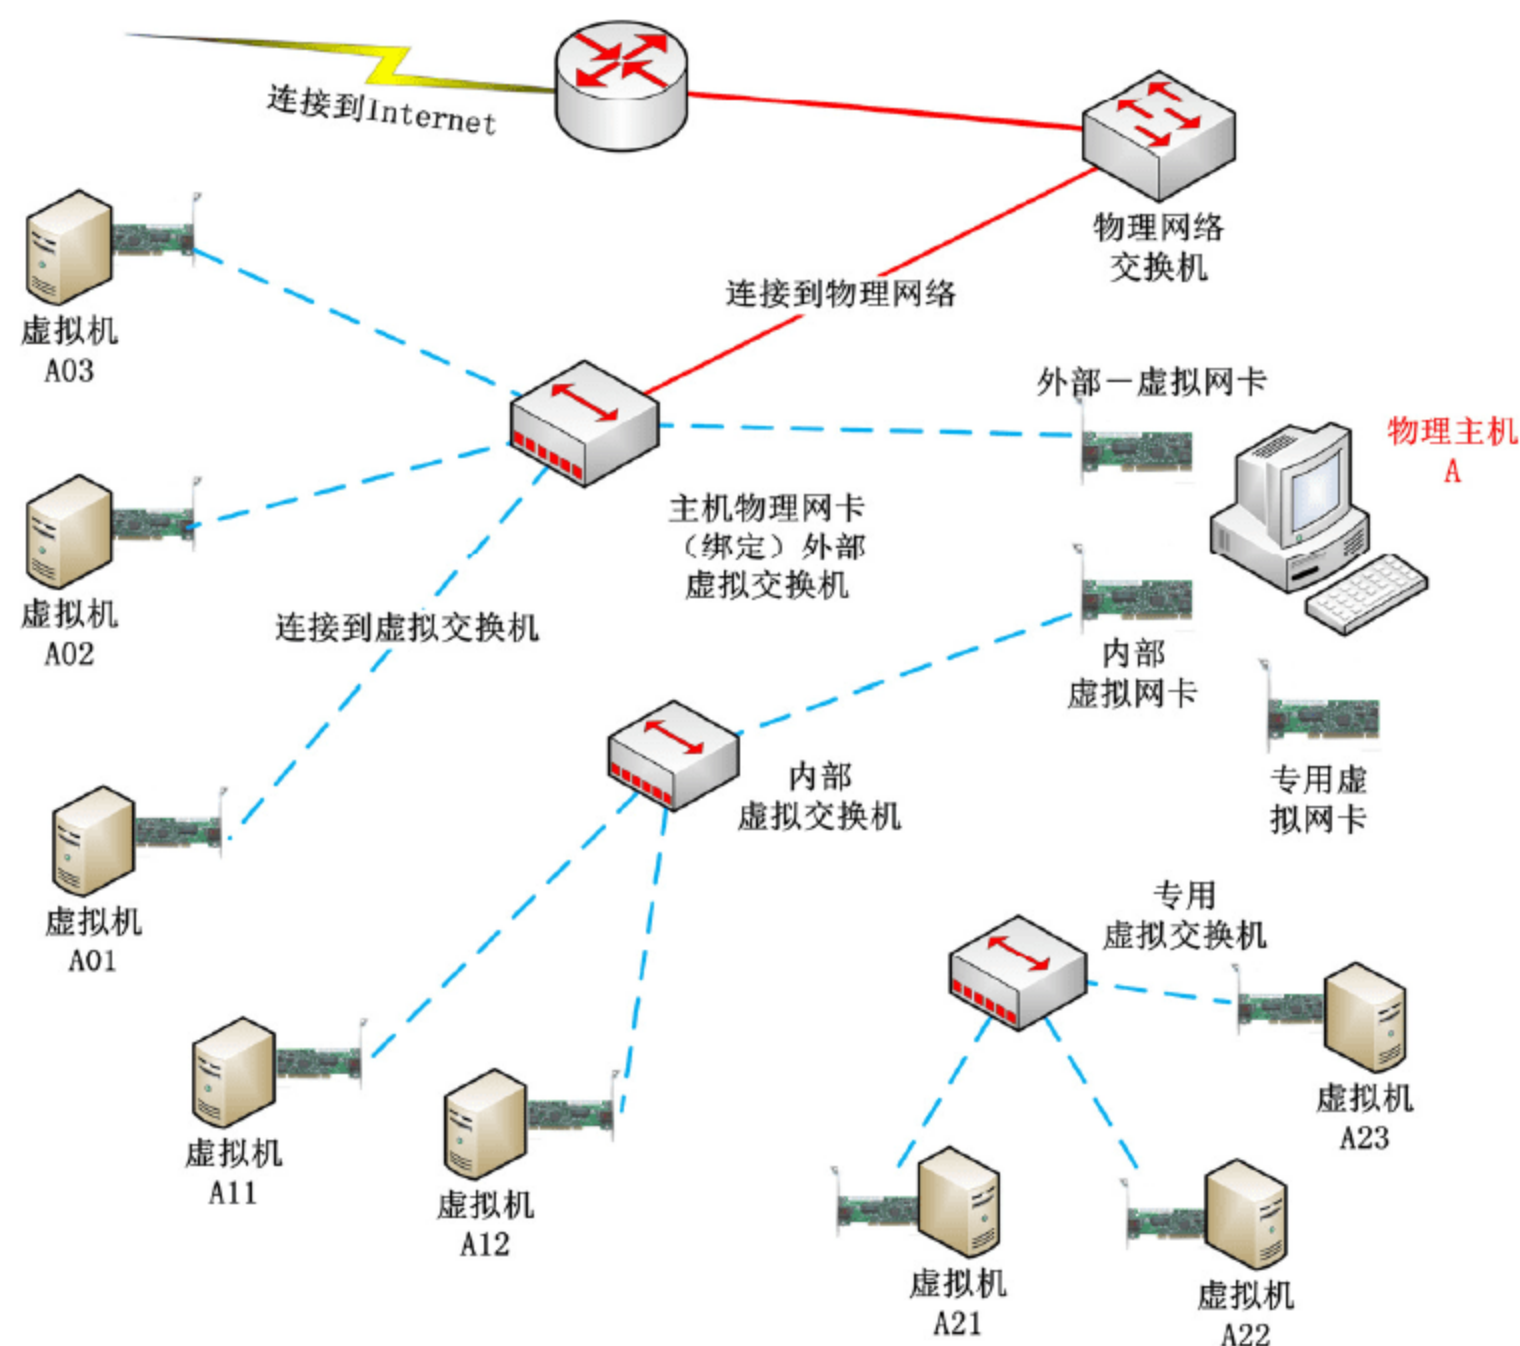 连接到Internet
物理网络
交换机
连接到物理网络
虚拟机
A03
外部－虚拟网卡
物理主机
A
主机物理网卡
（绑定）外部
虚拟交换机
虚拟机
A02
连接到虚拟交换机
内部
虚拟网卡
专用虚
拟网卡
内部
虚拟交换机
虚拟机
A01
专用
虚拟交换机
虚拟机
A23
虚拟机
A11
虚拟机
A12
虚拟机
A21
虚拟机
A22